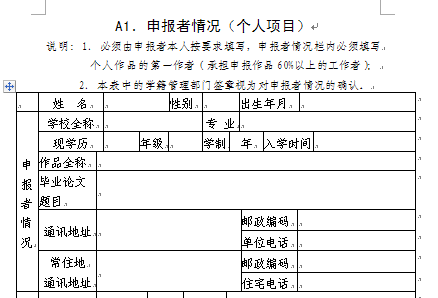 A1. 申报者情况（个人项目）
说明：1. 必须由申报者本人按要求填写，申报者情况栏内必须填写
个人作品的第一作者（承担申报作品60%以上的工作者）；
2. 本表中的学籍管理部门签章视为对申报者情况的确认.
申报者情况
姓 名 性别 出生年月
学校全称 专 业
现学历 年级 学制 年 入学时间
作品全称
毕业论文
题目
通讯地址 邮政编码
单位电话
常住地
通讯地址 邮政编码
住宅电话